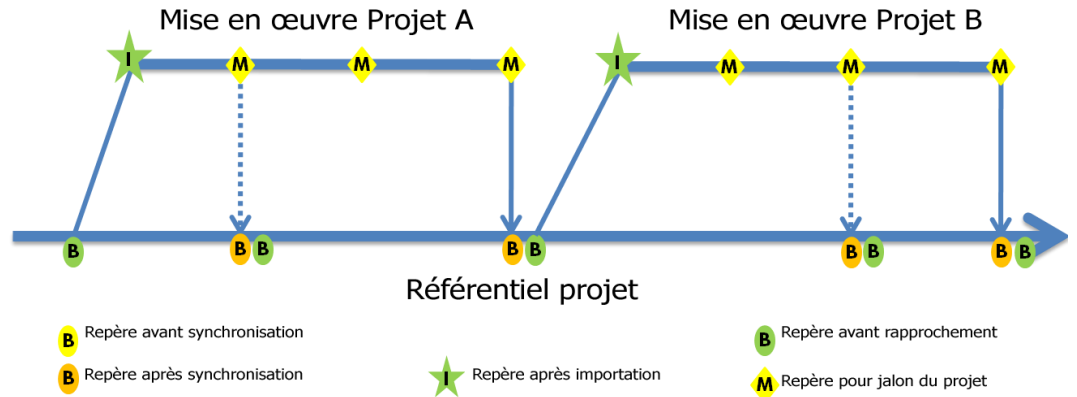 Mise en œuvre Projet A
Mise en œuvre Projet B
I
M
M
M
I
M
M
M
B
B
B
B
B
B
B
B
B
Référentiel projet
B Repère avant synchronisation
B Repère avant rapprochement
B Repère après synchronisation
I Repère après importation
M Repère pour jalon du projet